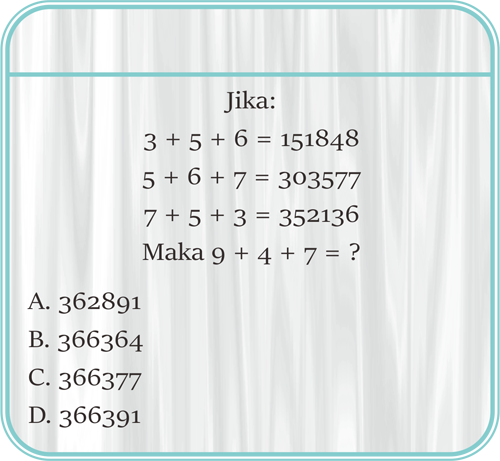 Jika:
3 + 5 + 6 = 151848
5 + 6 + 7 = 303577
7 + 5 + 3 = 352136
Maka 9 + 4 + 7 = ?
A. 362891
B. 366364
C. 366377
D. 366391